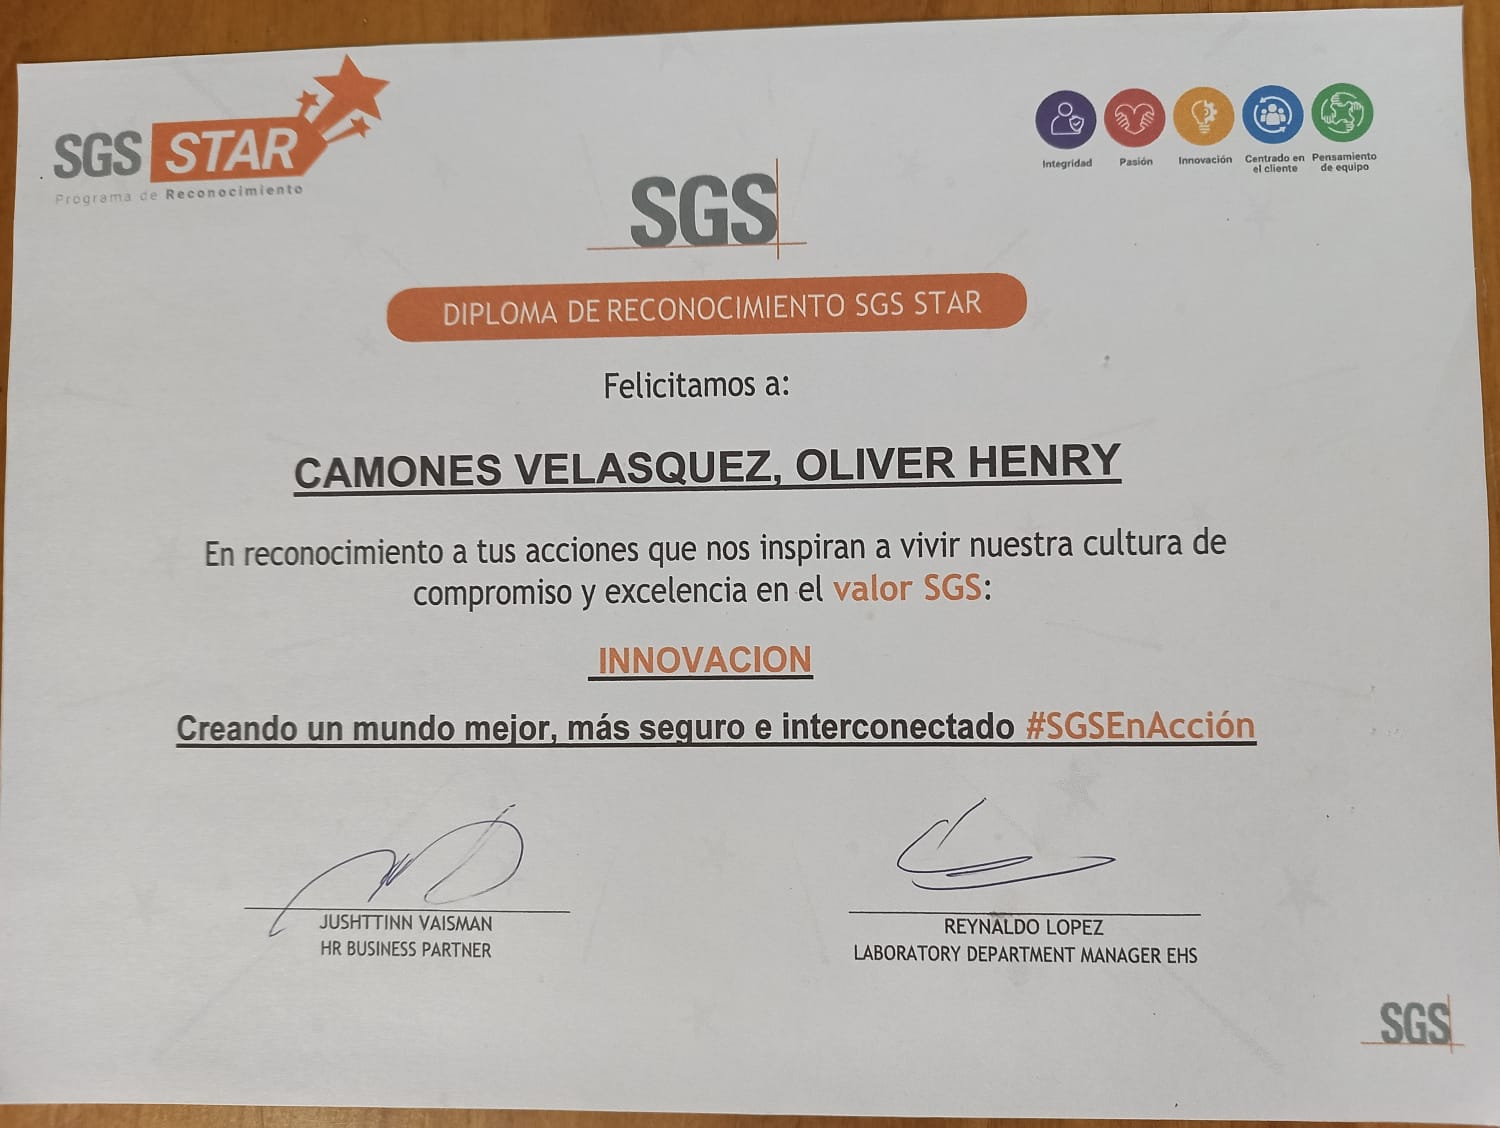 SGS STAR
Programa de Reconocimiento
Integridad
Pasión
Innovación
Centrado en
el cliente
Pensamiento
de equipo
SGS
DIPLOMA DE RECONOCIMIENTO SGS STAR
Felicitamos a:
CAMONES VELASQUEZ, OLIVER HENRY
En reconocimiento a tus acciones que nos inspiran a vivir nuestra cultura de
compromiso y excelencia en el valor SGS:
INNOVACION
Creando un mundo mejor, más seguro e interconectado #SGSEnAcción
JUSHTTINN VAISMAN
HR BUSINESS PARTNER
REYNALDO LOPEZ
LABORATORY DEPARTMENT MANAGER EHS
SGS